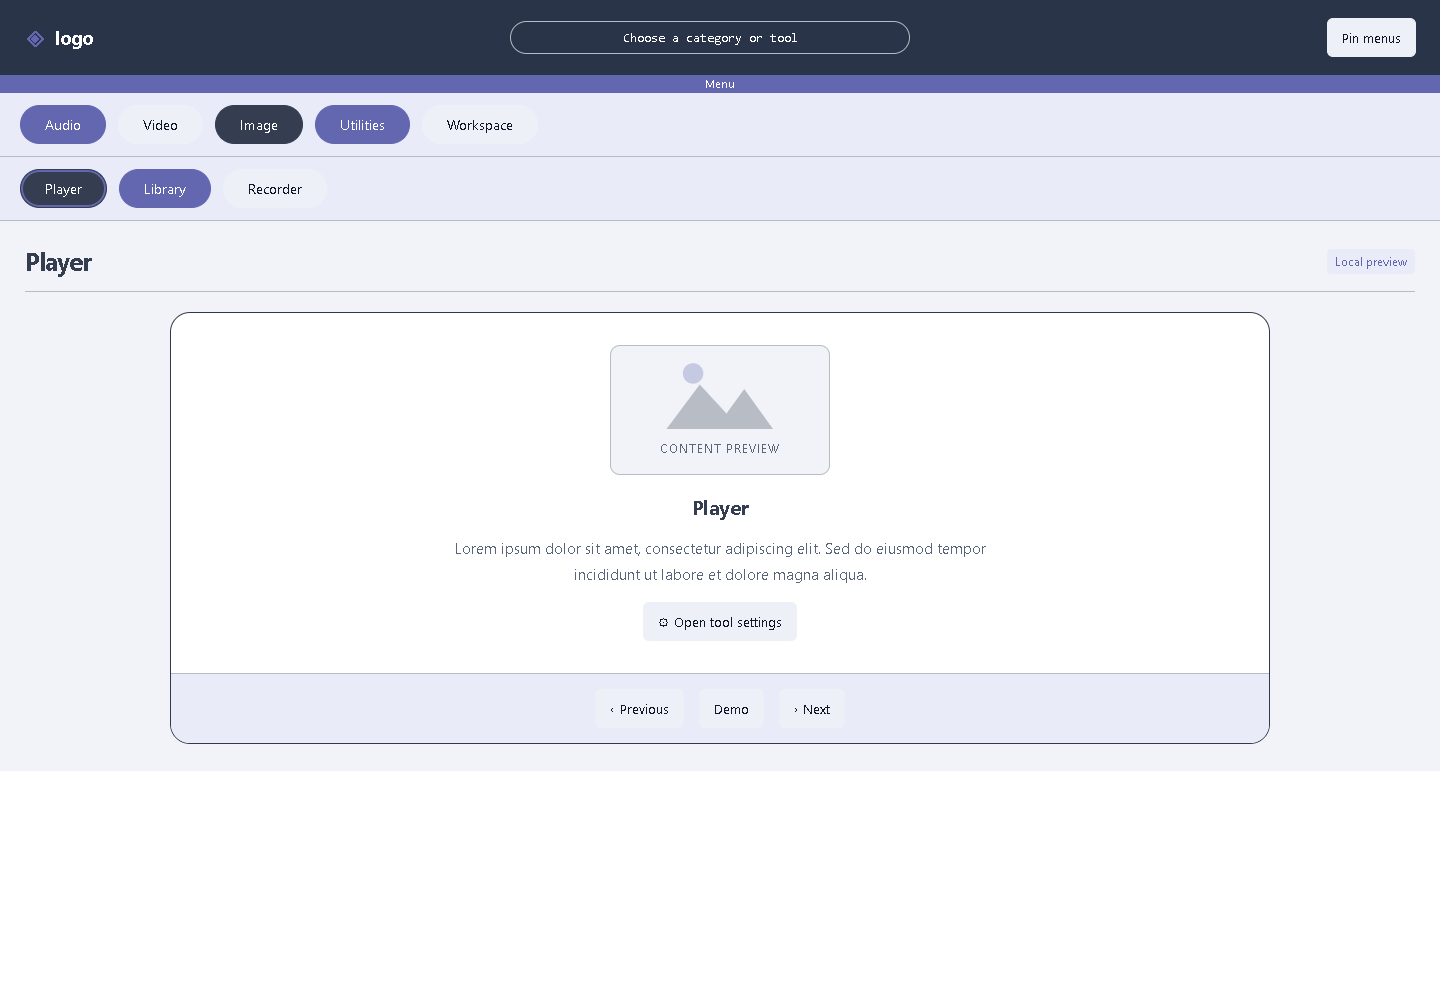 logo
Choose a category or tool
Pin menus
Menu
Audio
Video
Image
Utilities
Workspace
Player
Library
Recorder
Player
Local preview
CONTENT PREVIEW
Player
Lorem ipsum dolor sit amet, consectetur adipiscing elit. Sed do eiusmod tempor
incididunt ut labore et dolore magna aliqua.
⚙ Open tool settings
‹ Previous
Demo
› Next